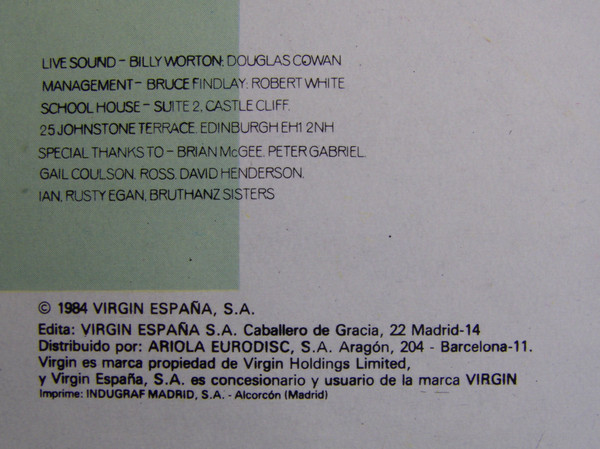 LIVE SOUND – BILLY WORTON: DOUGLAS COWAN
MANAGEMENT – BRUCE FINDLAY: ROBERT WHITE
SCHOOL HOUSE – SUITE 2, CASTLE CLIFF,
25 JOHNSTONE TERRACE, EDINBURGH EH1 2NH
SPECIAL THANKS TO – BRIAN McGEE, PETER GABRIEL,
GAIL COULSON, ROSS, DAVID HENDERSON,
IAN, RUSTY EGAN, BRUTHANZ SISTERS
© 1984 VIRGIN ESPAÑA, S.A.
Edita: VIRGIN ESPAÑA S.A. Caballero de Gracia, 22 Madrid-14
Distribuido por: ARIOLA EURODISC, S.A. Aragón, 204 - Barcelona-11.
Virgin es marca propiedad de Virgin Holdings Limited,
y Virgin España, S.A. es concesionario y usuario de la marca VIRGIN
Imprime: INDUGRAF MADRID, S.A. - Alcorcón (Madrid)